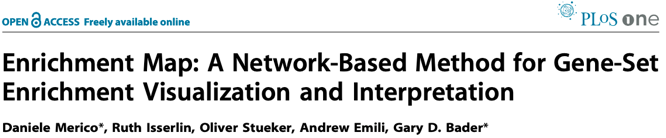 OPEN ACCESS Freely available online PLoS one
Enrichment Map: A Network-Based Method for Gene-Set
Enrichment Visualization and Interpretation
Daniele Merico*, Ruth Isserlin, Oliver Stueker, Andrew Emili, Gary D. Bader*